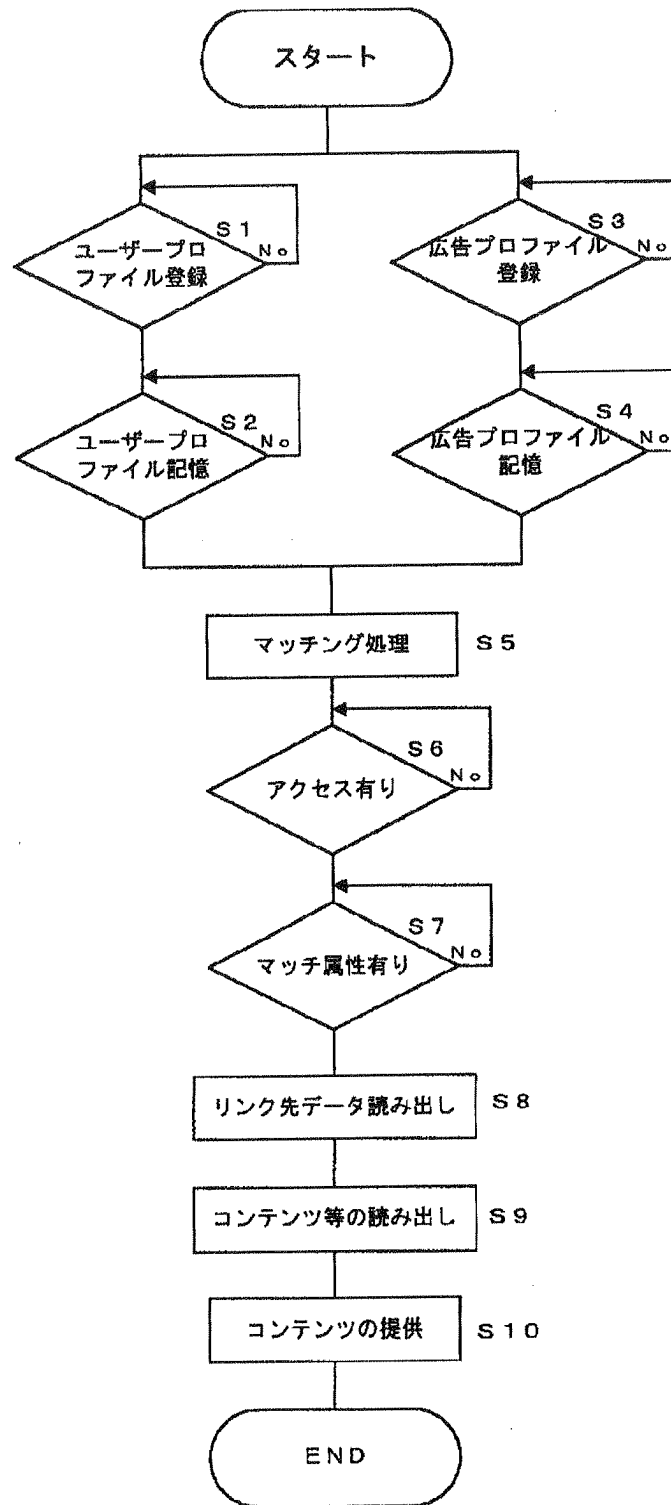 スタート
S1
ユーザープロ
ファイル登録
No
S3
広告プロファイル
登録
No
S2
ユーザープロ
ファイル記憶
No
S4
広告プロファイル
記憶
No
マッチング処理
S5
S6
アクセス有り
No
S7
マッチ属性有り
No
リンク先データ読み出し
S8
コンテンツ等の読み出し
S9
コンテンツの提供
S10
END